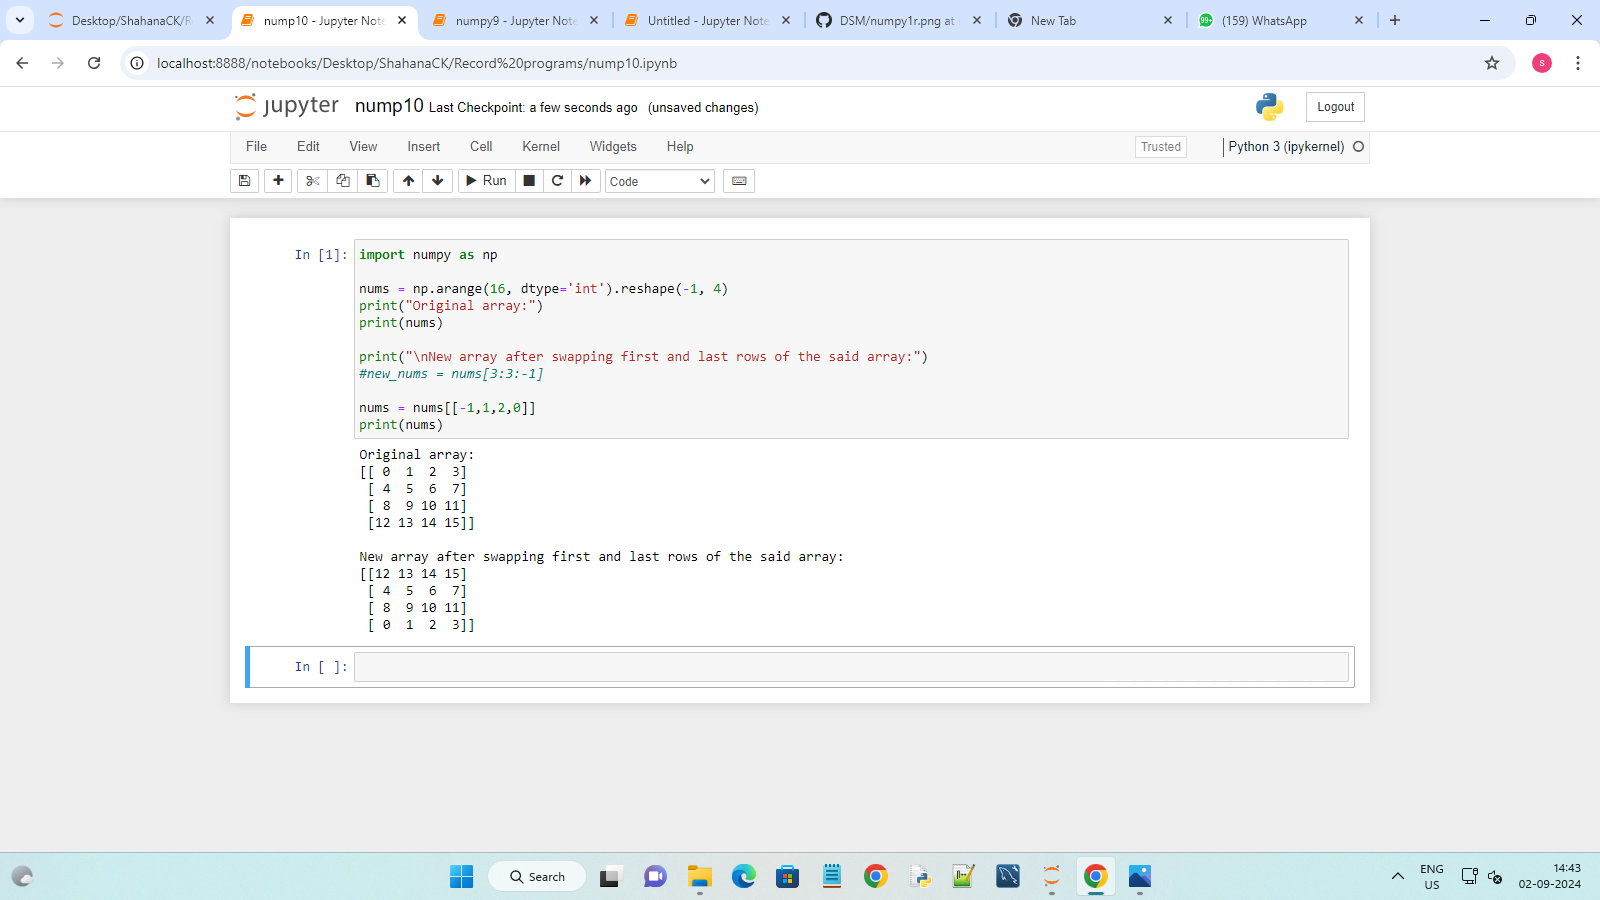 Desktop/ShahanaCK/R
nump10 - Jupyter Note
numpy9 - Jupyter Note
Untitled - Jupyter Note
DSM/numpy1r.png at
New Tab
99+
(159) WhatsApp
localhost:8888/notebooks/Desktop/ShahanaCK/Record%20programs/nump10.ipynb
S
jupyter nump10 Last Checkpoint: a few seconds ago (unsaved changes)
Logout
File Edit View Insert Cell Kernel Widgets Help
Trusted
Python 3 (ipykernel)
Run
Code
In [1]:
import numpy as np

nums = np.arange(16, dtype='int').reshape(-1, 4)
print("Original array:")
print(nums)

print("\nNew array after swapping first and last rows of the said array:")
#new_nums = nums[3:3:-1]

nums = nums[[-1,1,2,0]]
print(nums)
Original array:
[[ 0  1  2  3]
 [ 4  5  6  7]
 [ 8  9 10 11]
 [12 13 14 15]]

New array after swapping first and last rows of the said array:
[[12 13 14 15]
 [ 4  5  6  7]
 [ 8  9 10 11]
 [ 0  1  2  3]]
In [ ]:
Search
ENG
US
14:43
02-09-2024